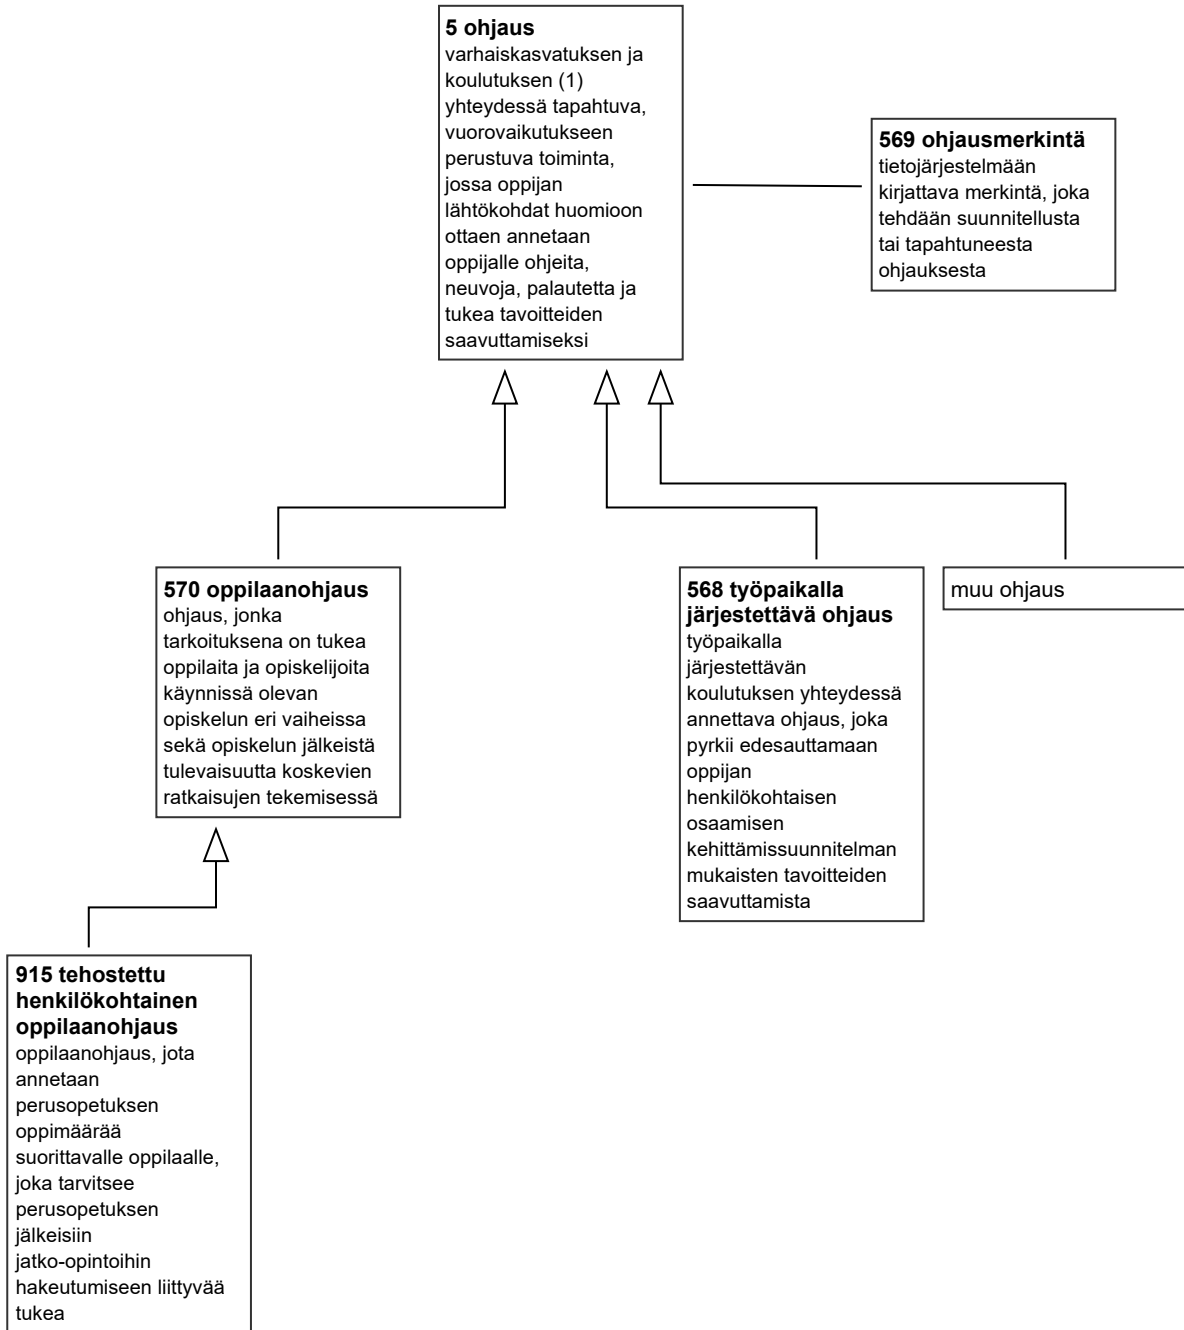 5 ohjaus
varhaiskasvatuksen ja
koulutuksen (1)
yhteydessä tapahtuva,
vuorovaikutukseen
perustuva toiminta,
jossa oppijan
lähtökohdat huomioon
ottaen annetaan
oppijalle ohjeita,
neuvoja, palautetta ja
tukea tavoitteiden
saavuttamiseksi
569 ohjausmerkintä
tietojärjestelmään
kirjattava merkintä, joka
tehdään suunnitellusta
tai tapahtuneesta
ohjauksesta
570 oppilaanohjaus
ohjaus, jonka
tarkoituksena on tukea
oppilaita ja opiskelijoita
käynnissä olevan
opiskelun eri vaiheissa
sekä opiskelun jälkeistä
tulevaisuutta koskevien
ratkaisujen tekemisessä
568 työpaikalla
järjestettävä ohjaus
työpaikalla
järjestettävän
koulutuksen yhteydessä
annettava ohjaus, joka
pyrkii edesauttamaan
oppijan
henkilökohtaisen
osaamisen
kehittämissuunnitelman
mukaisten tavoitteiden
saavuttamista
muu ohjaus
915 tehostettu
henkilökohtainen
oppilaanohjaus
oppilaanohjaus, jota
annetaan
perusopetuksen
oppimäärää
suorittavalle oppilaalle,
joka tarvitsee
perusopetuksen
jälkeisiin
jatko-opintoihin
hakeutumiseen liittyvää
tukea